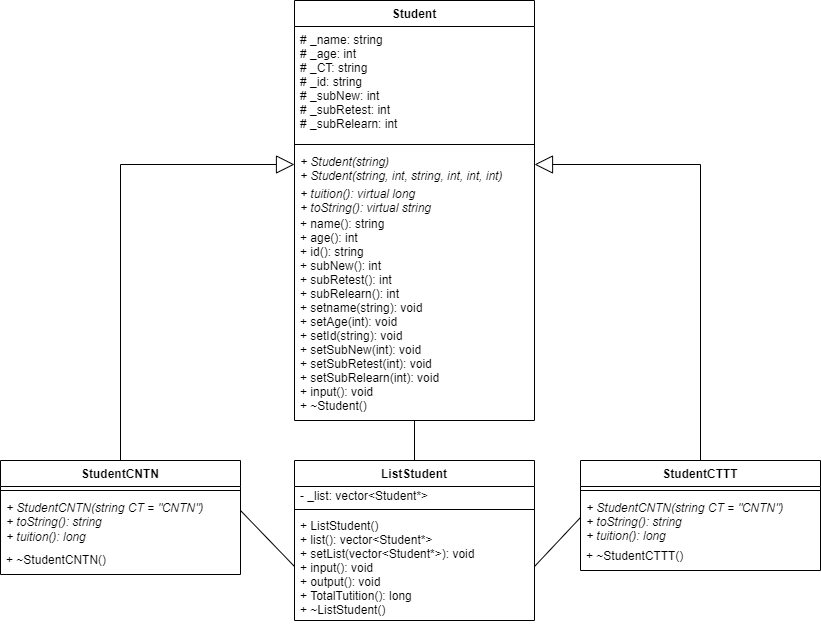 Student
# _name: string
# _age: int
# _CT: string
# _id: string
# _subNew: int
# _subRetest: int
# _subRelearn: int
+ Student(string)
+ Student(string, int, string, int, int, int)
+ tuition(): virtual long
+ toString(): virtual string
+ name(): string
+ age(): int
+ id(): string
+ subNew(): int
+ subRetest(): int
+ subRelearn(): int
+ setname(string): void
+ setAge(int): void
+ setId(string): void
+ setSubNew(int): void
+ setSubRetest(int): void
+ setSubRelearn(int): void
+ input(): void
+ ~Student()
StudentCNTN
+ StudentCNTN(string CT = "CNTN")
+ toString(): string
+ tuition(): long
+ ~StudentCNTN()
ListStudent
- _list: vector<Student*>
+ ListStudent()
+ list(): vector<Student*>
+ setList(vector<Student*>): void
+ input(): void
+ output(): void
+ TotalTutition(): long
+ ~ListStudent()
StudentCTTT
+ StudentCNTN(string CT = "CNTN")
+ toString(): string
+ tuition(): long
+ ~StudentCTTT()